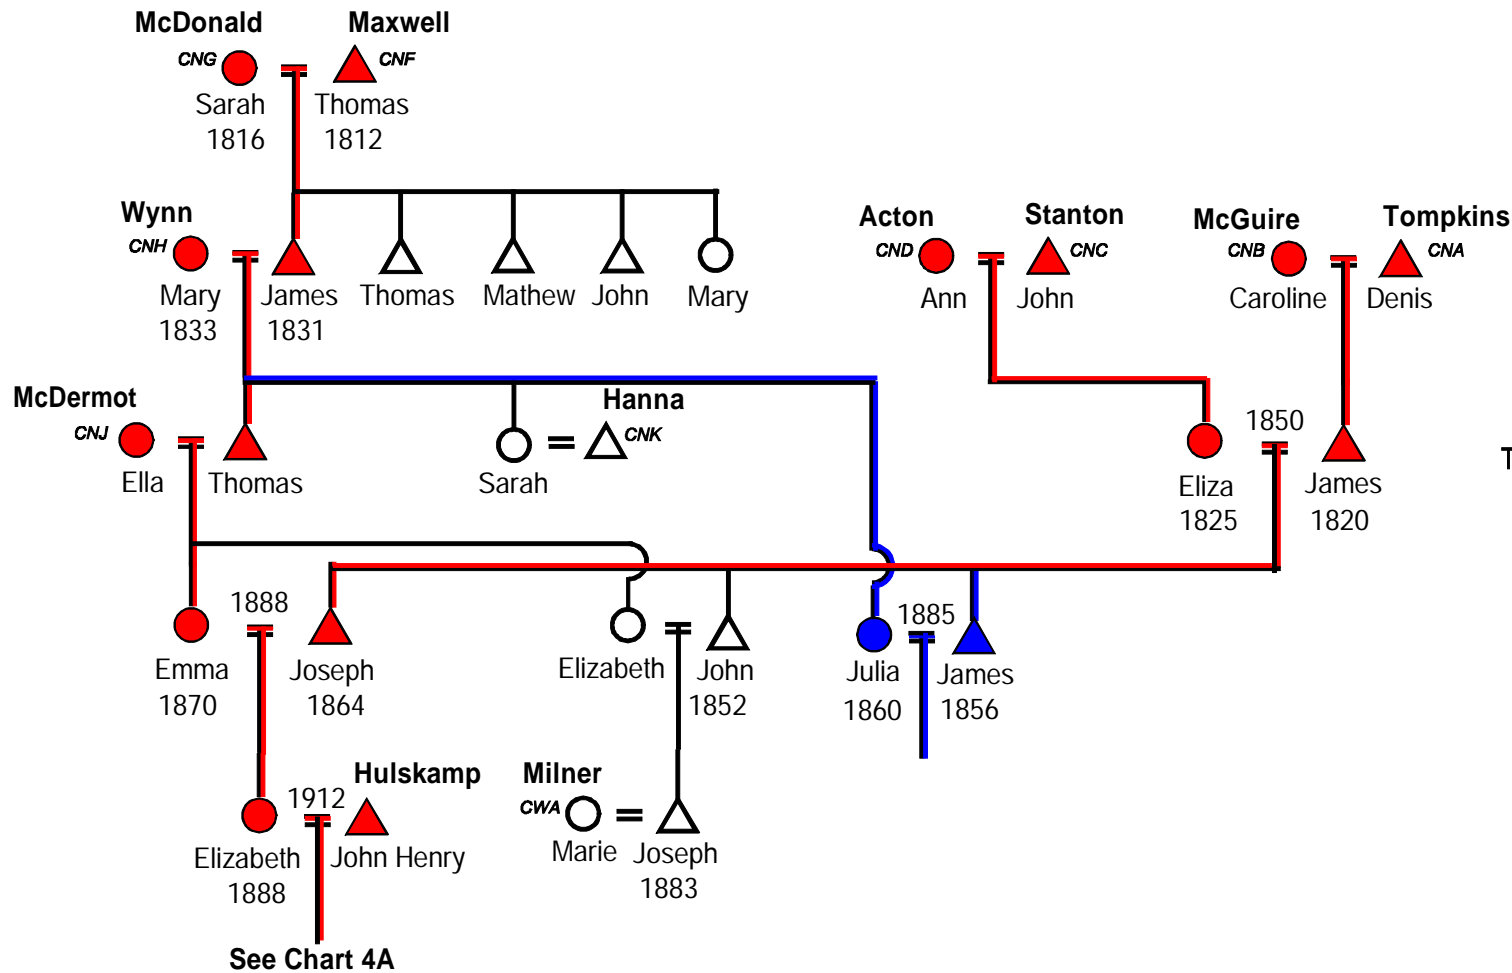 McDonald Maxwell
CNG CNF
Sarah Thomas
1816 1812
Wynn Acton Stanton McGuire Tompkins
CNH CND CNC CNB CNA
Mary James Thomas Mathew John Mary Ann John Caroline Denis
1833 1831
McDermot Hanna 1850
CNJ CNK T
Ella Thomas Sarah Eliza James
1825 1820
1888 1885
Emma Joseph Elizabeth John Julia James
1870 1864 1852 1860 1856
Hulskamp Milner
1912 CWA
Elizabeth John Henry Marie Joseph
1888 1883
See Chart 4A